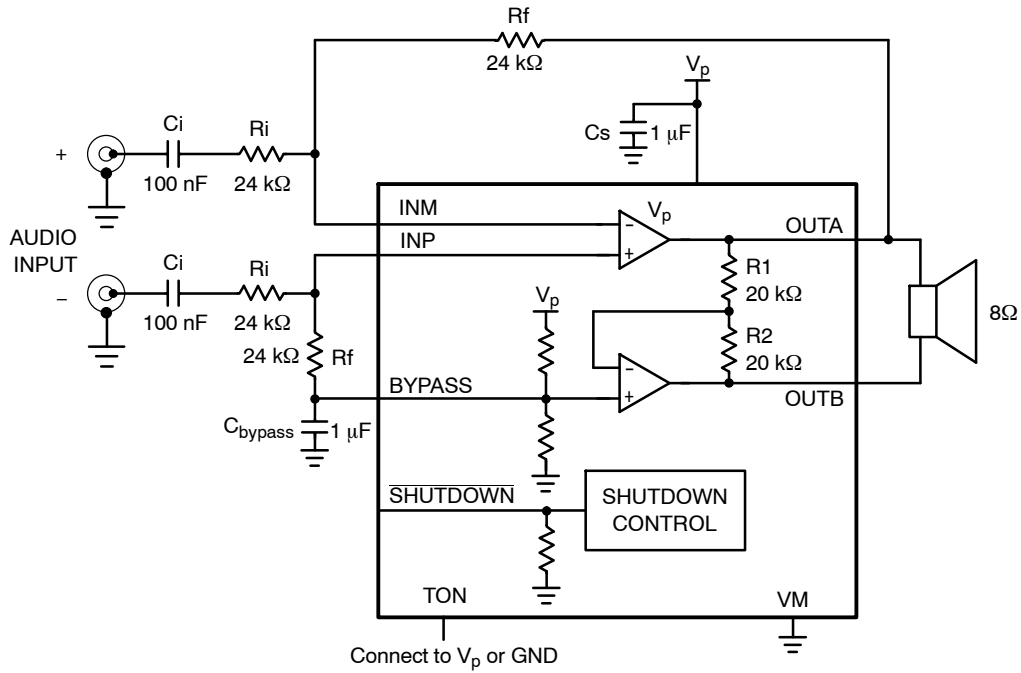 Rf
24 kΩ
Vp
Cs
1 μF
Ci
Ri
+
100 nF
24 kΩ
AUDIO
INPUT
INM
INP
Vp
−
+
OUTA
R1
20 kΩ
8Ω
Ci
Ri
−
100 nF
24 kΩ
24 kΩ
Rf
Vp
R2
20 kΩ
−
+
BYPASS
OUTB
Cbypass
1 μF
SHUTDOWN
SHUTDOWN
CONTROL
TON
VM
Connect to Vp or GND